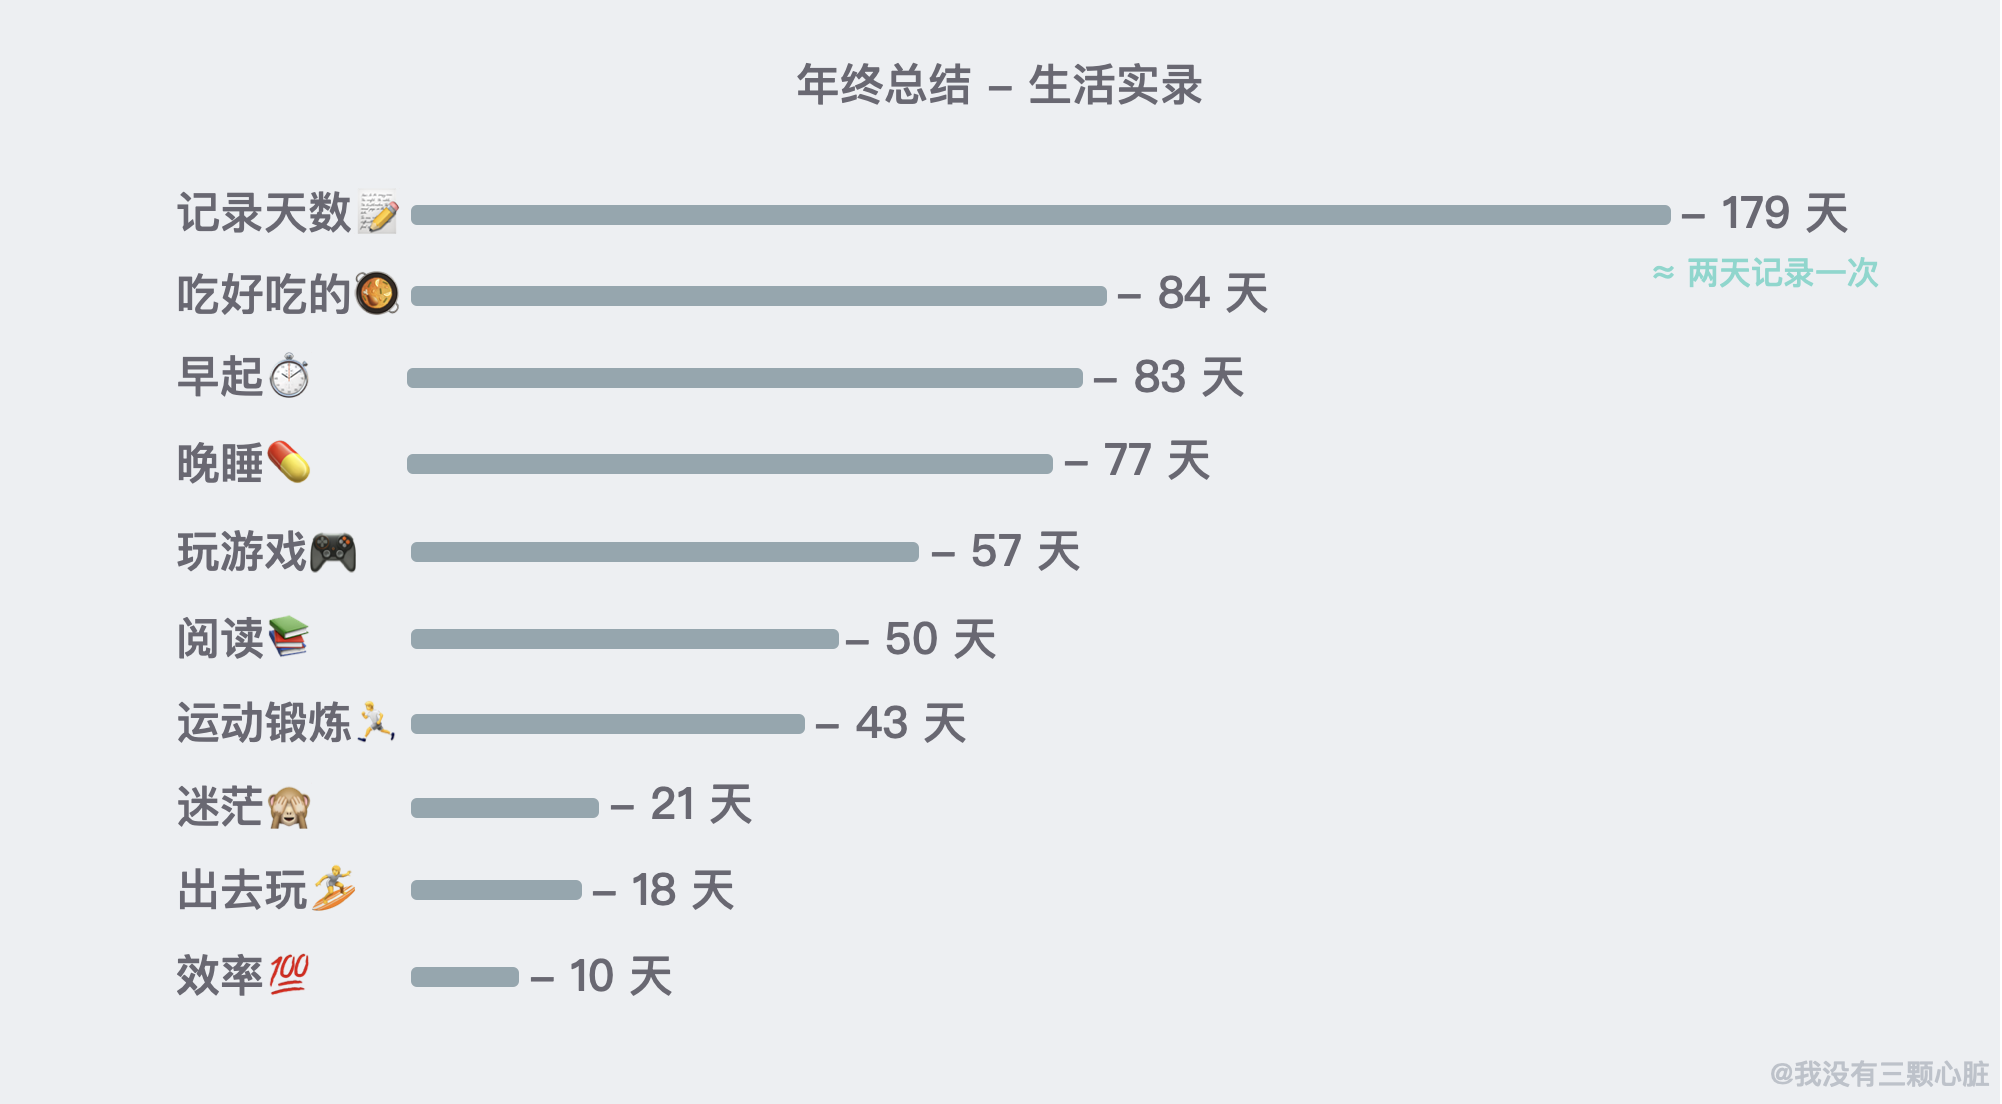 年终总结 – 生活实录
记录天数📝 – 179 天
≈ 两天记录一次
吃好吃的🥘 – 84 天
早起⏱ – 83 天
晚睡💊 – 77 天
玩游戏🎮 – 57 天
阅读📚 – 50 天
运动锻炼🏃 – 43 天
迷茫🙈 – 21 天
出去玩🏄 – 18 天
效率💯 – 10 天
@我没有三颗心脏